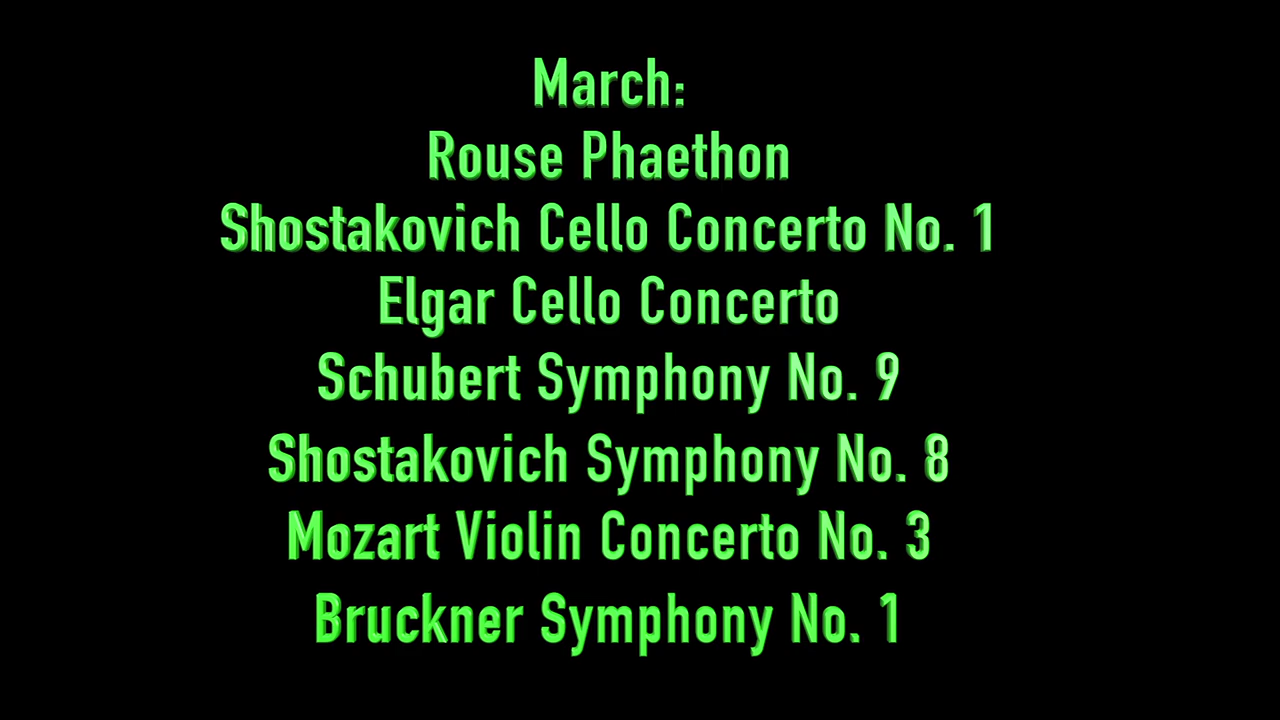 March:
Rouse Phaethon
Shostakovich Cello Concerto No. 1
Elgar Cello Concerto
Schubert Symphony No. 9
Shostakovich Symphony No. 8
Mozart Violin Concerto No. 3
Bruckner Symphony No. 1